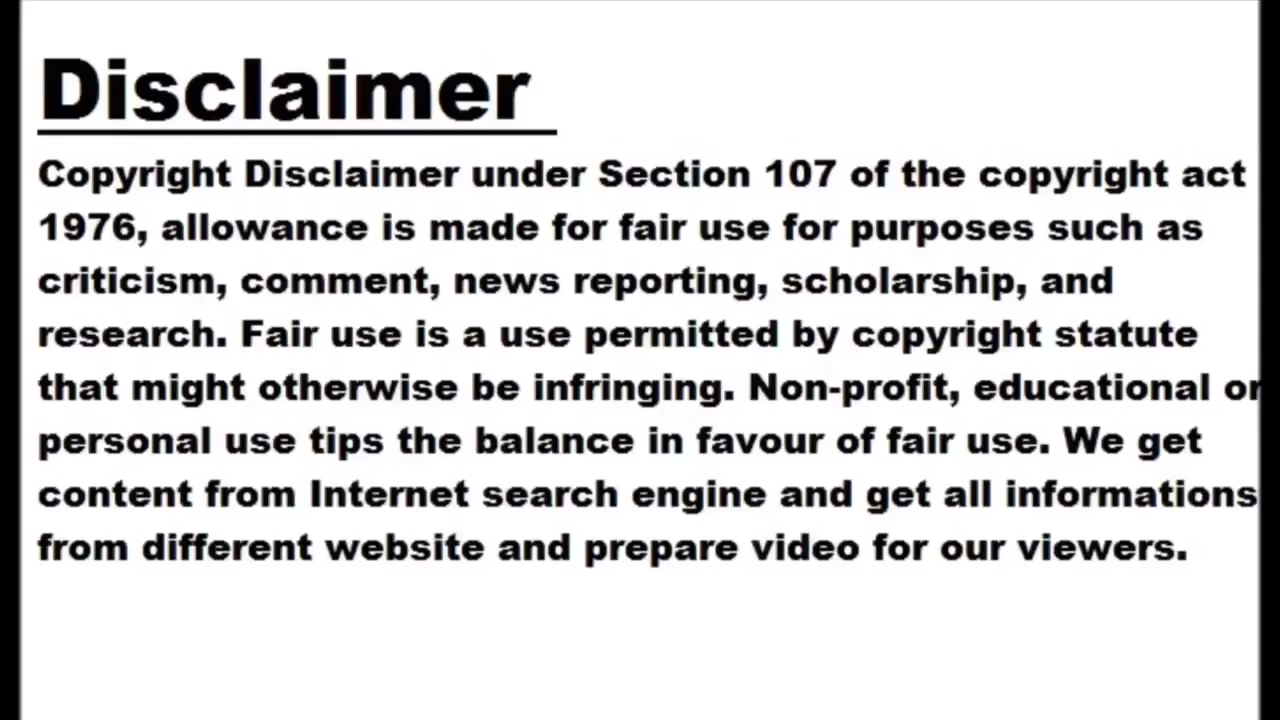 Disclaimer
Copyright Disclaimer under Section 107 of the copyright act
1976, allowance is made for fair use for purposes such as
criticism, comment, news reporting, scholarship, and
research. Fair use is a use permitted by copyright statute
that might otherwise be infringing. Non-profit, educational or
personal use tips the balance in favour of fair use. We get
content from Internet search engine and get all informations
from different website and prepare video for our viewers.